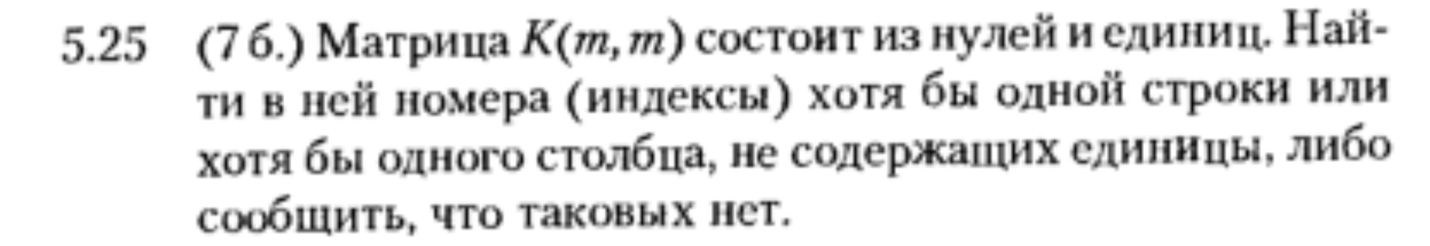 5.25 (7 б.) Матрица K(m, m) состоит из нулей и единиц. Най-
ти в ней номера (индексы) хотя бы одной строки или
хотя бы одного столбца, не содержащих единицы, либо
сообщить, что таковых нет.